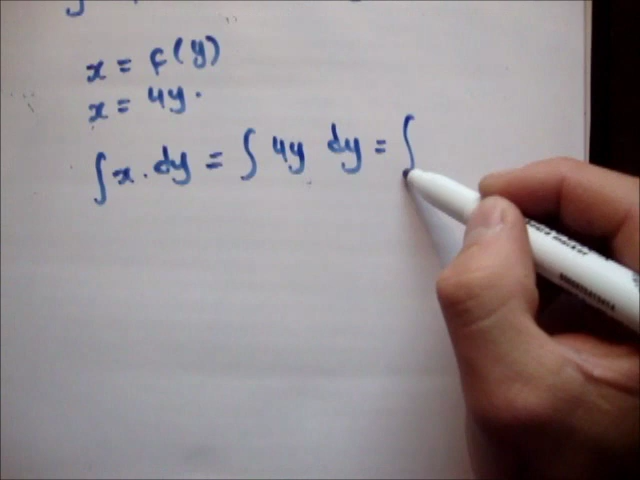 x = f(y)
x = 4y.
∫x. dy = ∫ 4y dy = ∫